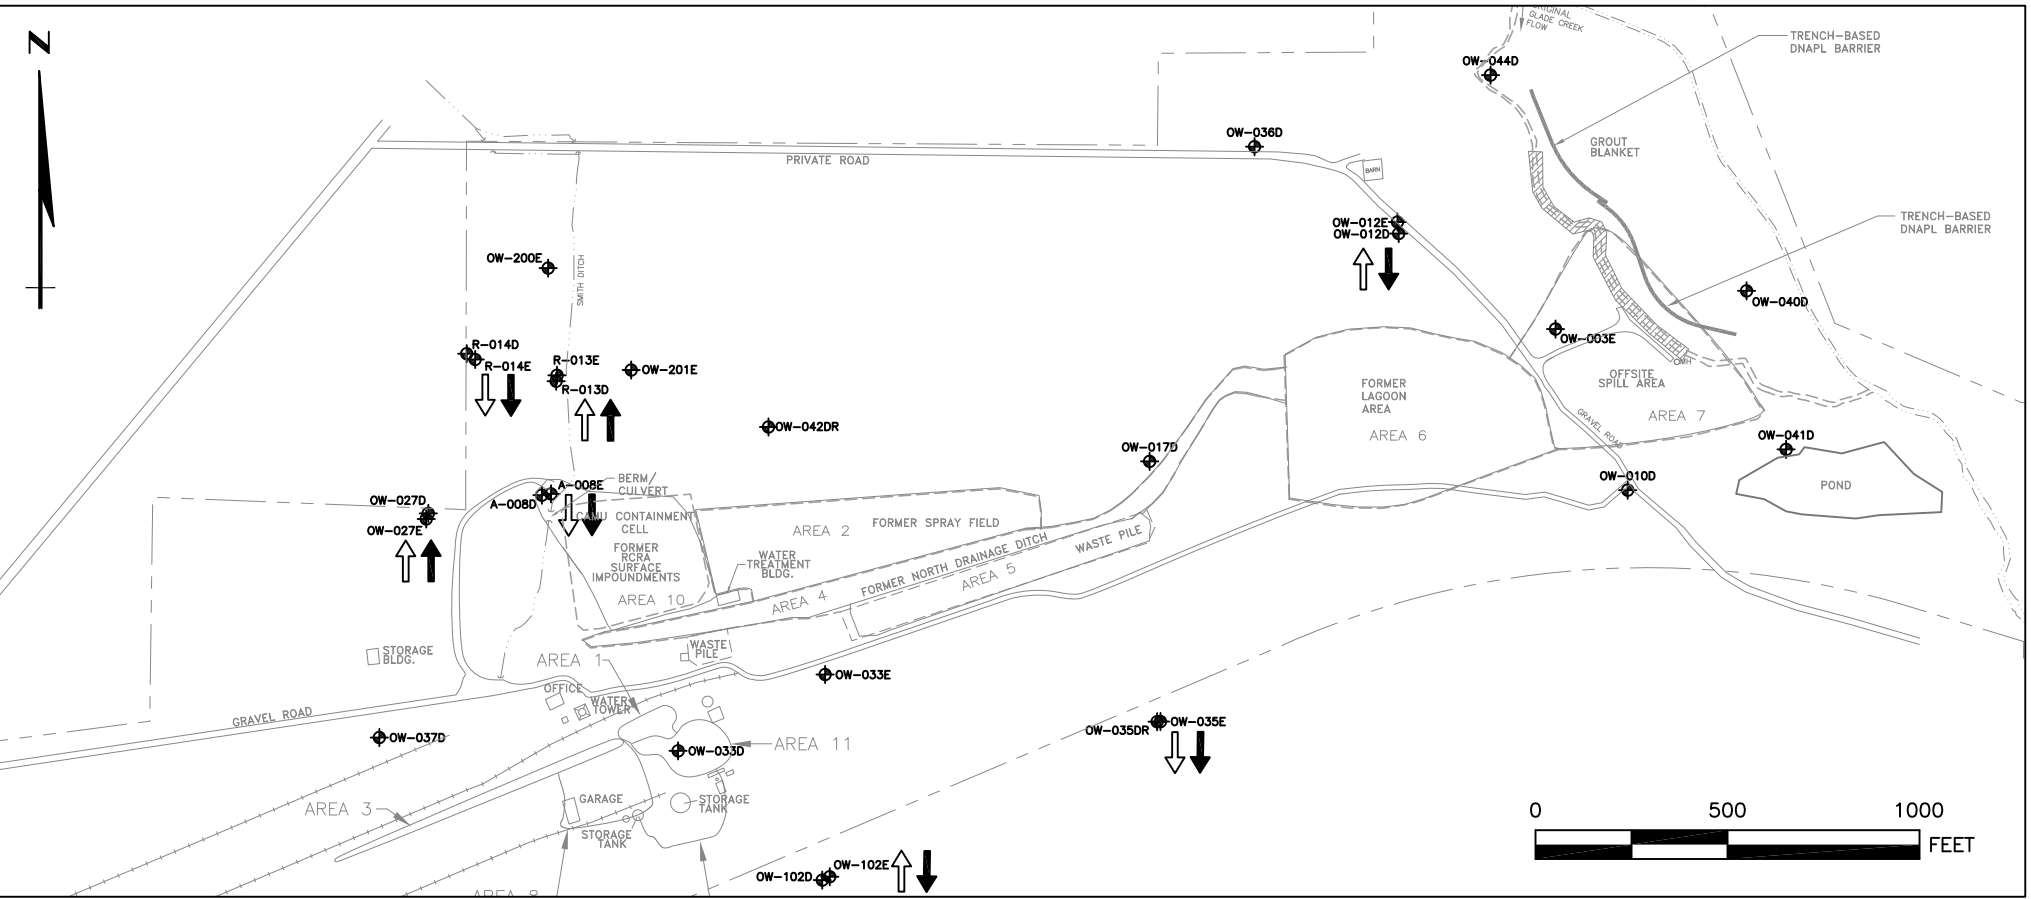 N
ORIGINAL
GLADE CREEK
FLOW
TRENCH-BASED
DNAPL BARRIER
OW-044D
OW-036D
GROUT
BLANKET
PRIVATE ROAD
BARN
TRENCH-BASED
DNAPL BARRIER
OW-012E
OW-012D
OW-200E
SMITH DITCH
OW-040D
OW-003E
R-014D
R-014E
R-013E
R-013D
OW-201E
OFFSITE
SPILL AREA
AREA 7
FORMER
LAGOON
AREA
AREA 6
GRAVEL ROAD
OW-042DR
OW-017D
OW-041D
OW-010D
POND
BERM/
CULVERT
A-008E
A-008D
OW-027D
OW-027E
CAMU CONTAINMENT
CELL
FORMER
RCRA
SURFACE
IMPOUNDMENTS
AREA 10
AREA 2
FORMER SPRAY FIELD
WATER
TREATMENT
BLDG.
FORMER NORTH DRAINAGE DITCH
WASTE PILE
AREA 4
AREA 5
STORAGE
BLDG.
WASTE
PILE
AREA 1
OW-033E
OFFICE
WATER
TOWER
GRAVEL ROAD
OW-037D
OW-033D
AREA 11
OW-035DR
OW-035E
GARAGE
STORAGE
TANK
AREA 3
STORAGE
TANK
0 500 1000
FEET
OW-102D
OW-102E
AREA 8